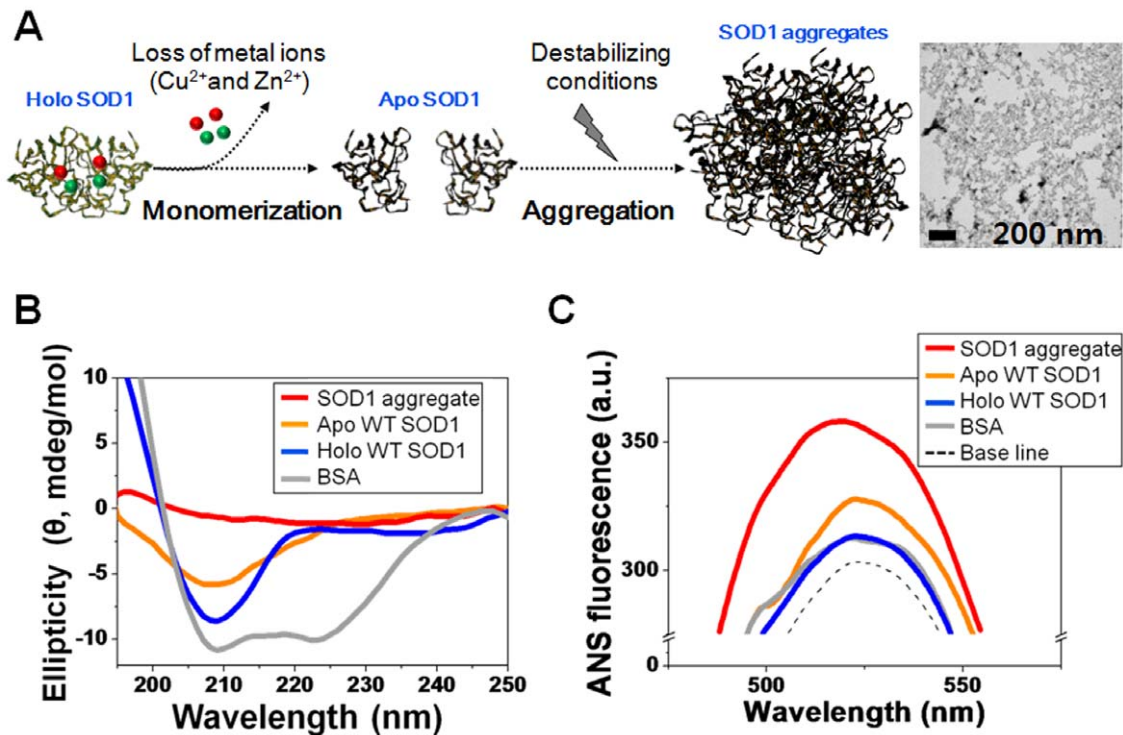 A
Loss of metal ions
(Cu²⁺and Zn²⁺)
Holo SOD1
Monomerization
Apo SOD1
Destabilizing
conditions
Aggregation
SOD1 aggregates
200 nm
B
Ellipticity (θ, mdeg/mol)
10
5
0
-5
-10
SOD1 aggregate
Apo WT SOD1
Holo WT SOD1
BSA
200 210 220 230 240 250
Wavelength (nm)
C
ANS fluorescence (a.u.)
350
300
0
SOD1 aggregate
Apo WT SOD1
Holo WT SOD1
BSA
Base line
500 550
Wavelength (nm)